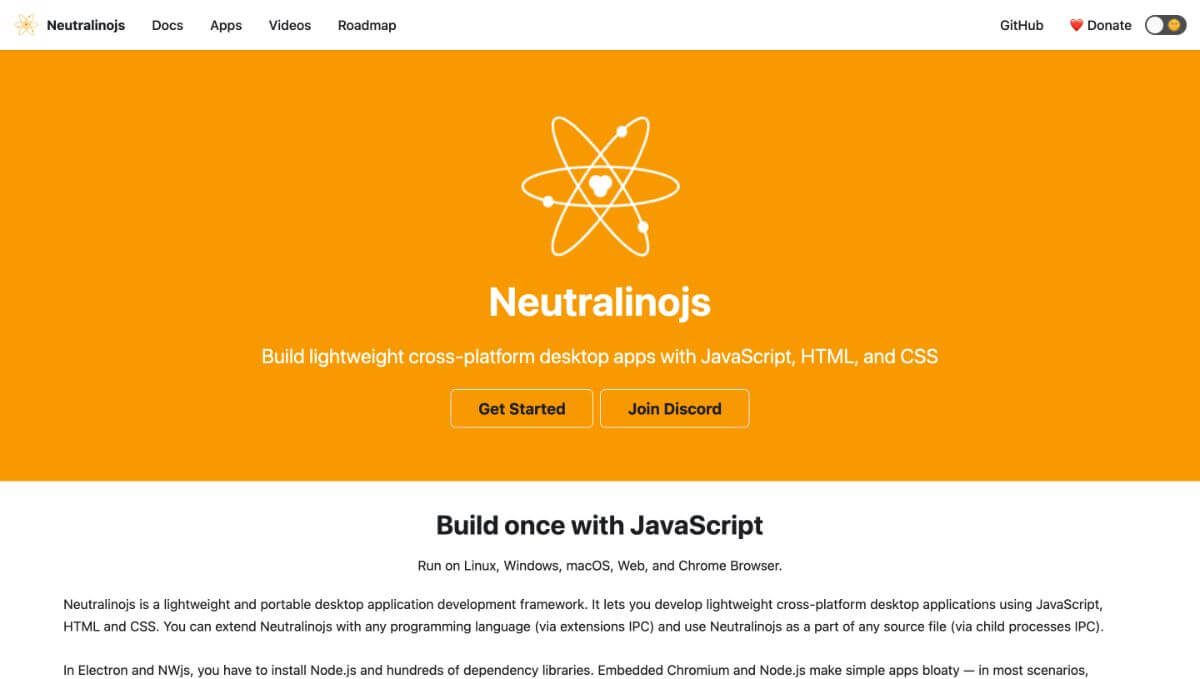 Neutralinojs Docs Apps Videos Roadmap GitHub Donate
Neutralinojs
Build lightweight cross-platform desktop apps with JavaScript, HTML, and CSS
Get Started Join Discord
Build once with JavaScript
Run on Linux, Windows, macOS, Web, and Chrome Browser.
Neutralinojs is a lightweight and portable desktop application development framework. It lets you develop lightweight cross-platform desktop applications using JavaScript,
HTML and CSS. You can extend Neutralinojs with any programming language (via extensions IPC) and use Neutralinojs as a part of any source file (via child processes IPC).
In Electron and NWjs, you have to install Node.js and hundreds of dependency libraries. Embedded Chromium and Node.js make simple apps bloaty — in most scenarios,